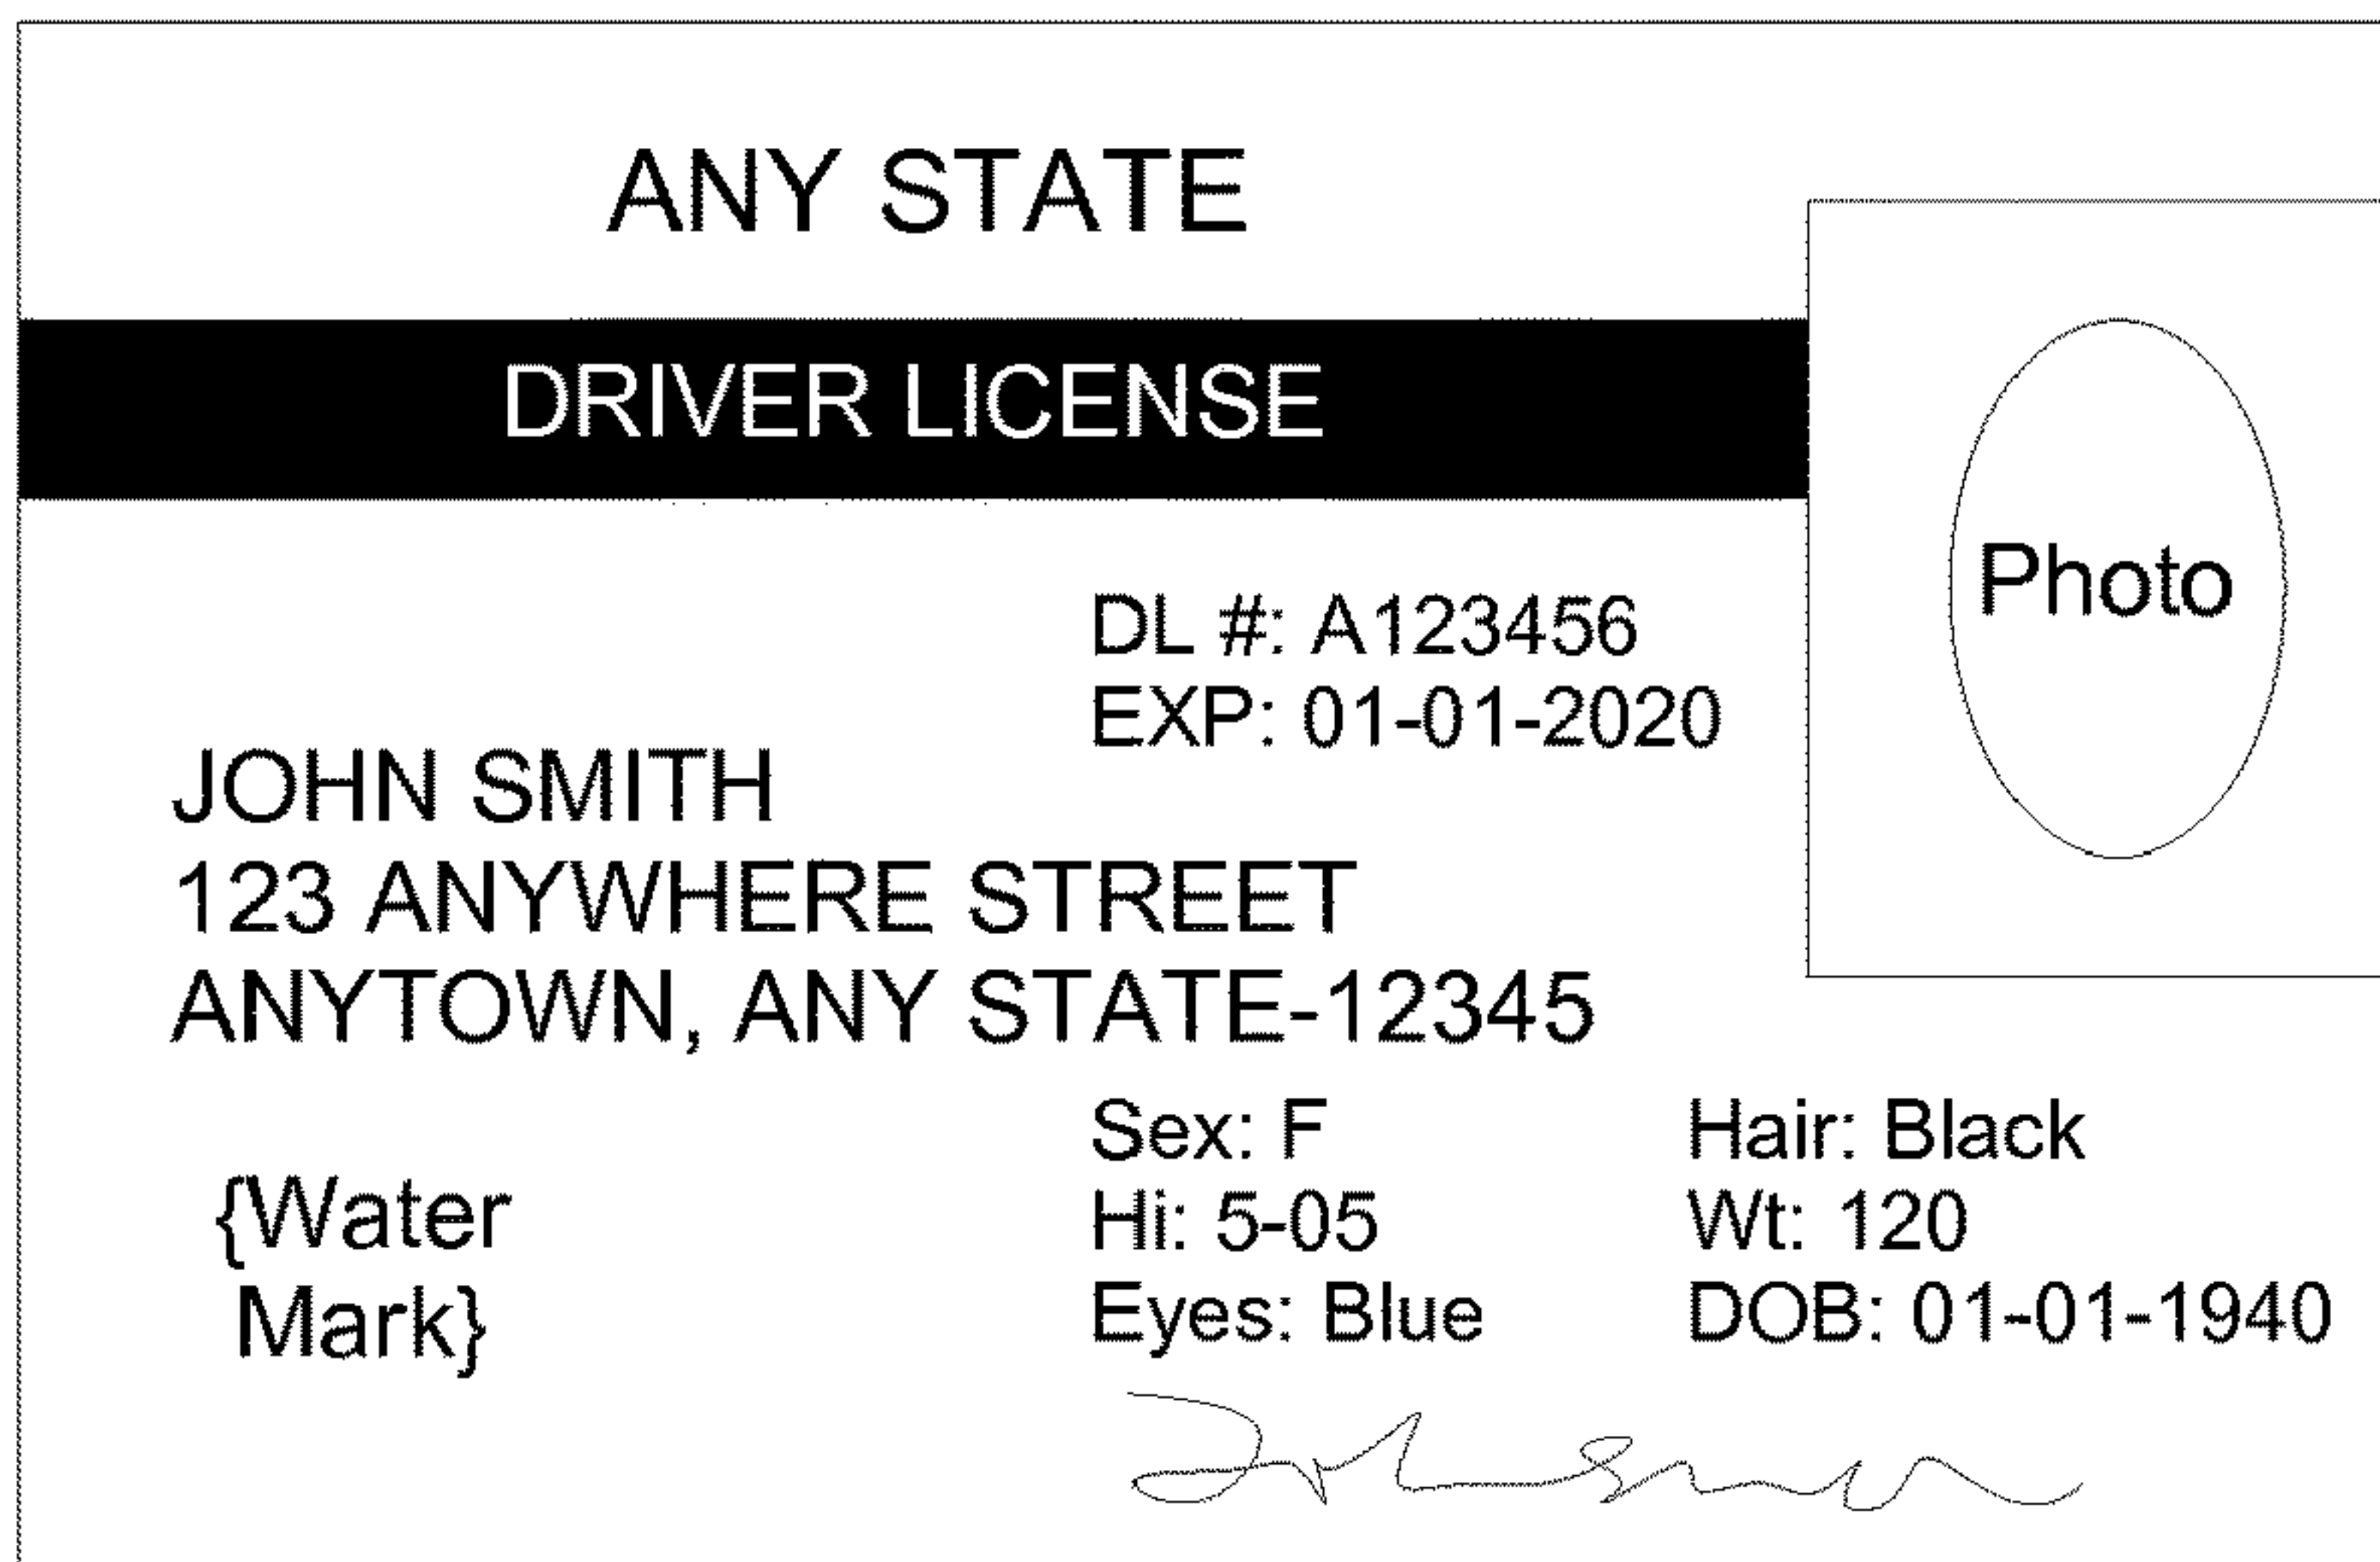 ANY STATE
DRIVER LICENSE
Photo
DL #: A123456
EXP: 01-01-2020
JOHN SMITH
123 ANYWHERE STREET
ANYTOWN, ANY STATE-12345
Sex: F Hair: Black
Hi: 5-05 Wt: 120
Eyes: Blue DOB: 01-01-1940
{Water
Mark}